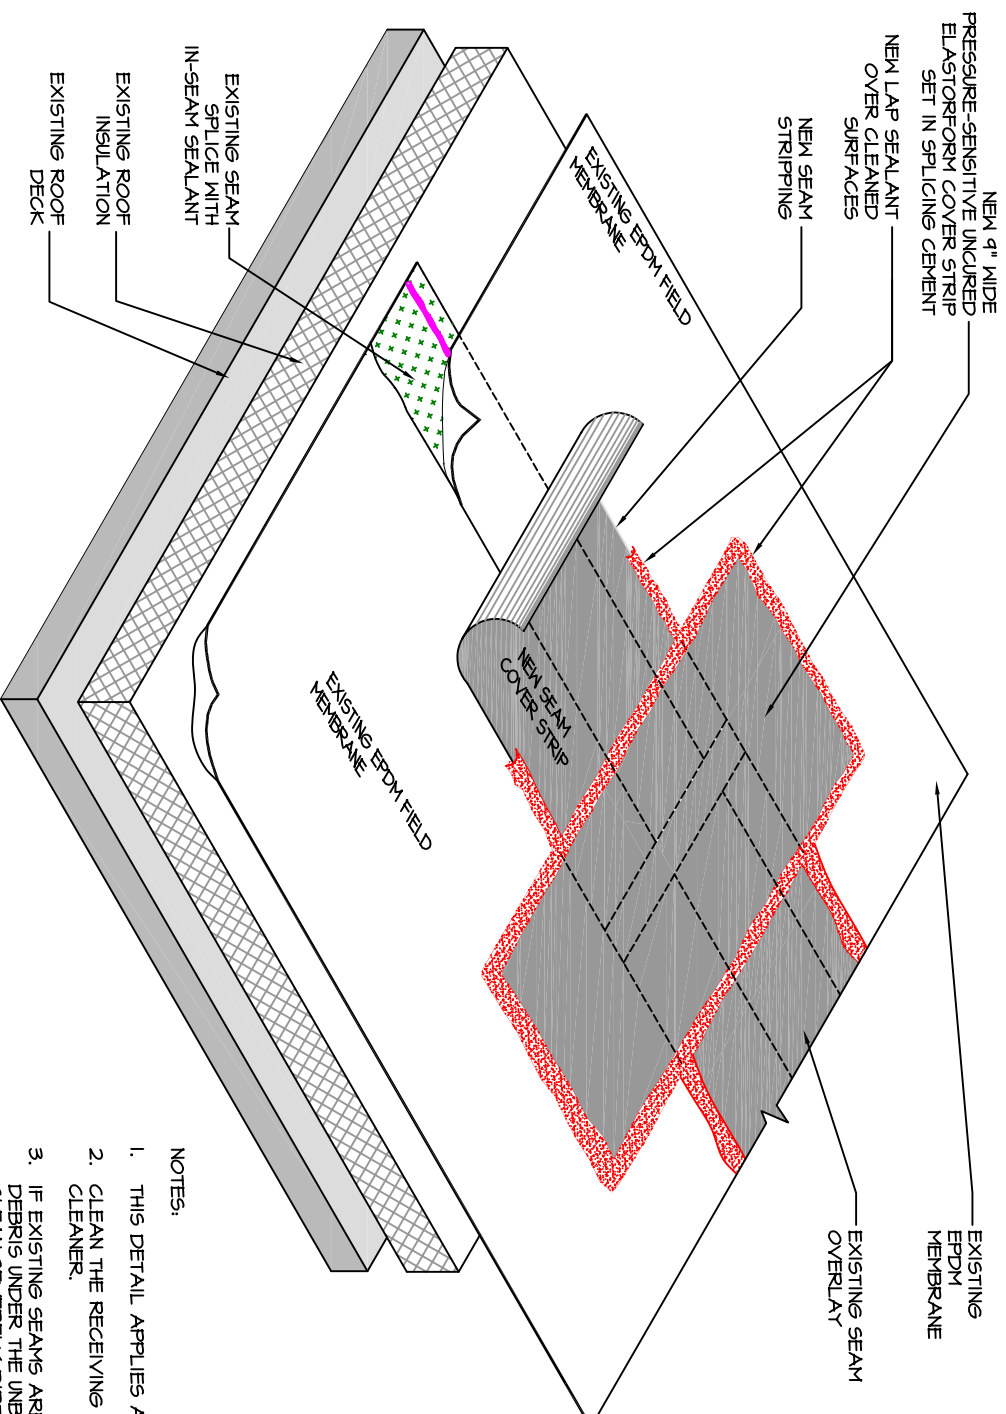 NEW 9" WIDE
PRESSURE-SENSITIVE UNCURED
ELASTORFORM COVER STRIP
SET IN SPLICING CEMENT
NEW LAP SEALANT
OVER CLEANED
SURFACES
NEW SEAM
STRIPPING
EXISTING EPDM FIELD
MEMBRANE
EXISTING SEAM
SPLICE WITH
IN-SEAM SEALANT
EXISTING ROOF
INSULATION
EXISTING ROOF
DECK
NEW SEAM
COVER STRIP
EXISTING EPDM FIELD
MEMBRANE
EXISTING
EPDM
MEMBRANE
EXISTING SEAM
OVERLAY
NOTES:
1. THIS DETAIL APPLIES A
2. CLEAN THE RECEIVING
CLEANER.
3. IF EXISTING SEAMS ARE
DEBRIS UNDER THE UNB